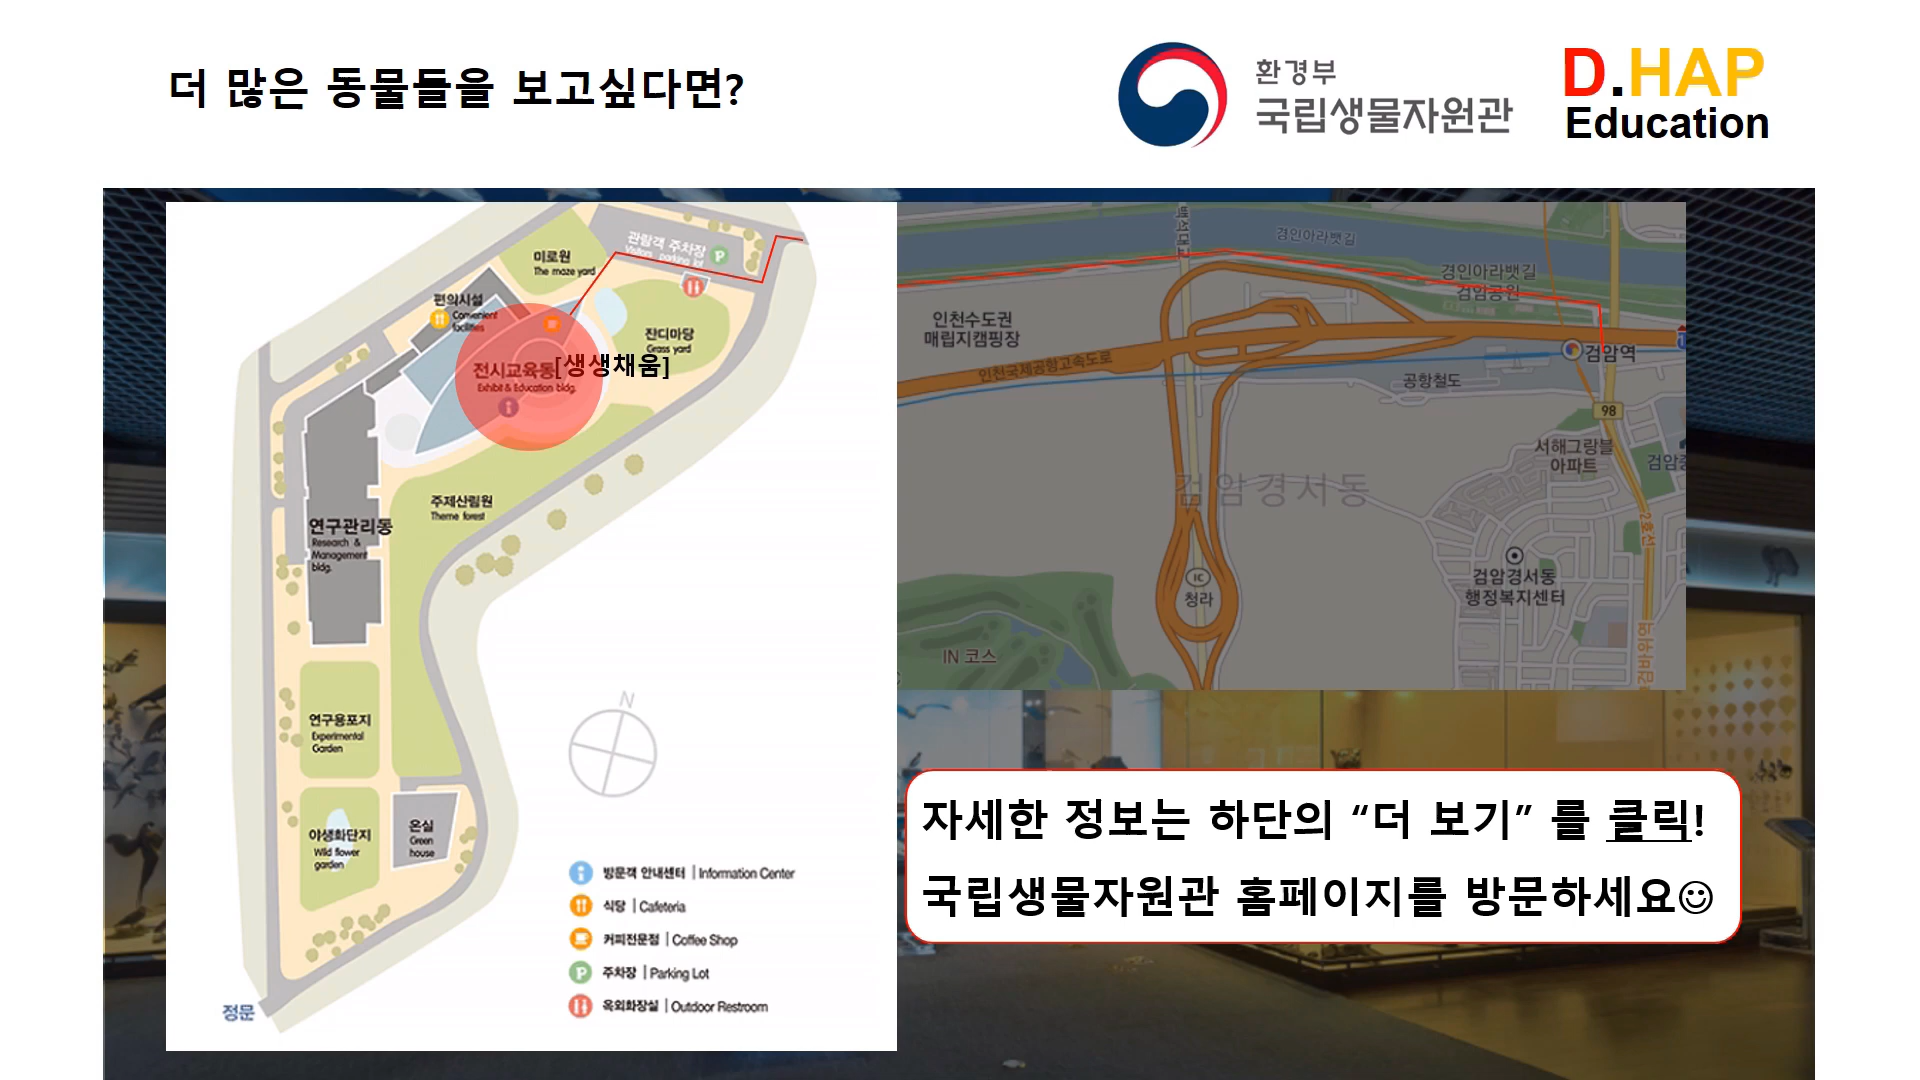 더 많은 동물들을 보고싶다면?
환경부
국립생물자원관
D.HAP
Education
미로원
The maze yard
관람객 주차장
Visitors parking lot
P
편의시설
Convenient
facilities
잔디마당
Grass yard
전시교육동[생생채움]
Exhibit & Education bldg.
주제산림원
Theme forest
연구관리동
Research &
Management
bldg.
연구용포지
Experimental
Garden
야생화단지
Wild flower
garden
온실
Green
house
정문
N
방문객 안내센터 | Information Center
식당 | Cafeteria
커피전문점 | Coffee Shop
P 주차장 | Parking Lot
옥외화장실 | Outdoor Restroom
백석대교
경인아라뱃길
경인아라뱃길
검암공원
인천수도권
매립지캠핑장
인천국제공항고속도로
검암역
공항철도
98
서해그랑블
아파트
검암경서동
2호선
검암경서동
행정복지센터
IC
청라
IN 코스
검바위역
자세한 정보는 하단의 “더 보기” 를 클릭!
국립생물자원관 홈페이지를 방문하세요☺